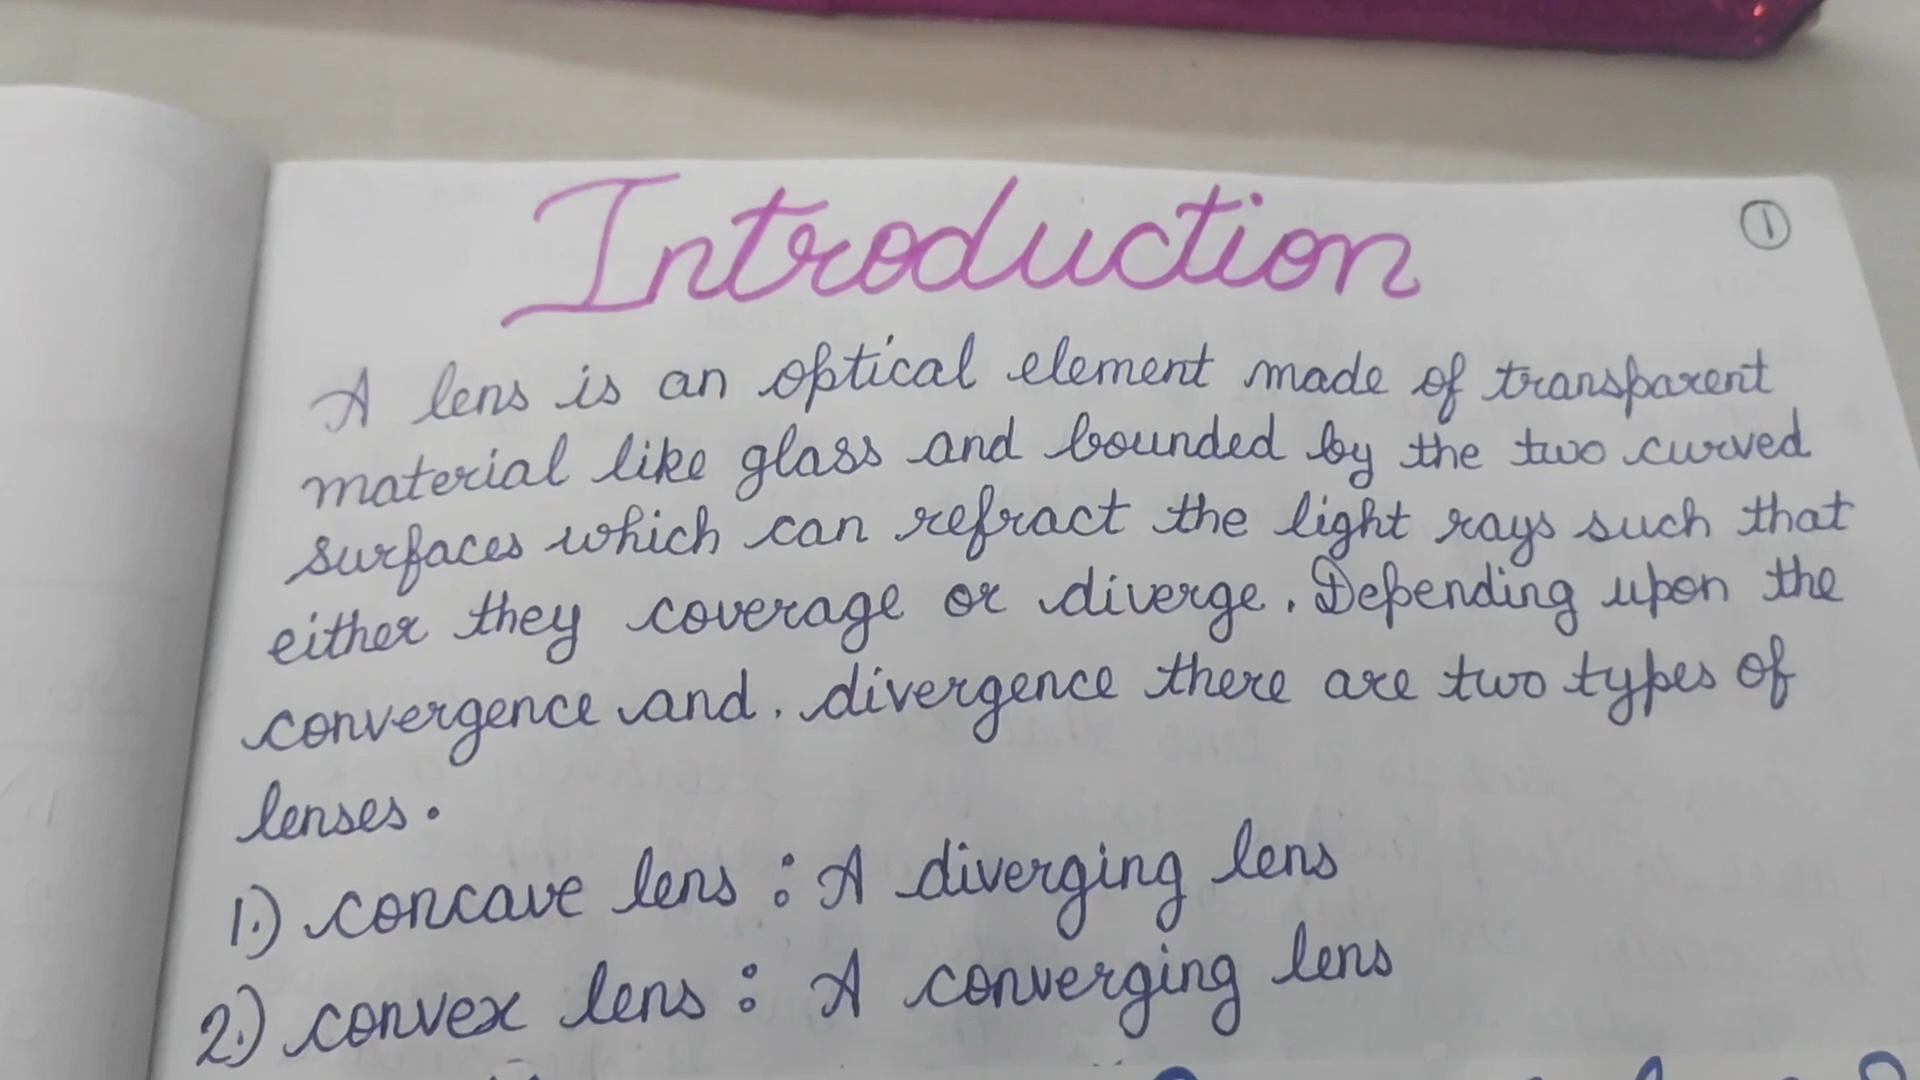 Introduction
1
A lens is an optical element made of transparent
material like glass and bounded by the two curved
surfaces which can refract the light rays such that
either they coverage or diverge. Depending upon the
convergence and. divergence there are two types of
lenses.
1.) concave lens : A diverging lens
2.) convex lens : A converging lens